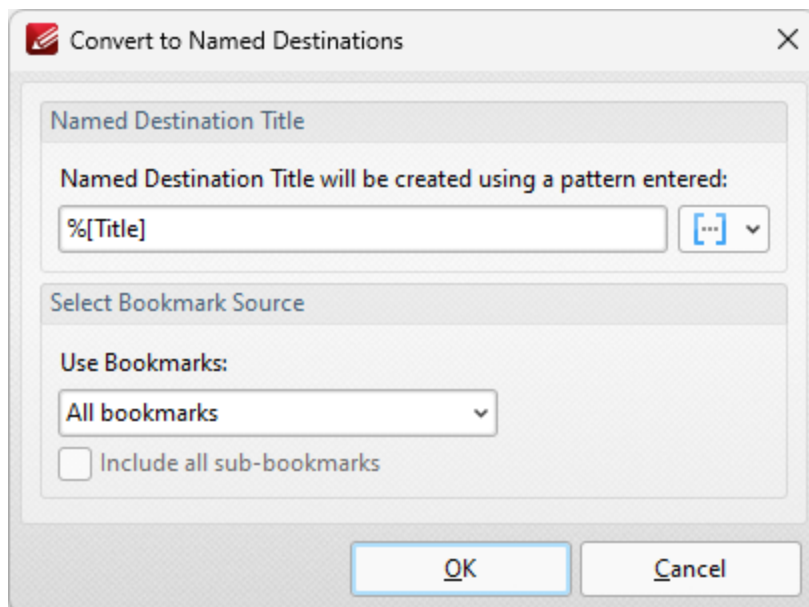 Convert to Named Destinations
Named Destination Title
Named Destination Title will be created using a pattern entered:
%[Title]
Select Bookmark Source
Use Bookmarks:
All bookmarks
Include all sub-bookmarks
OK
Cancel